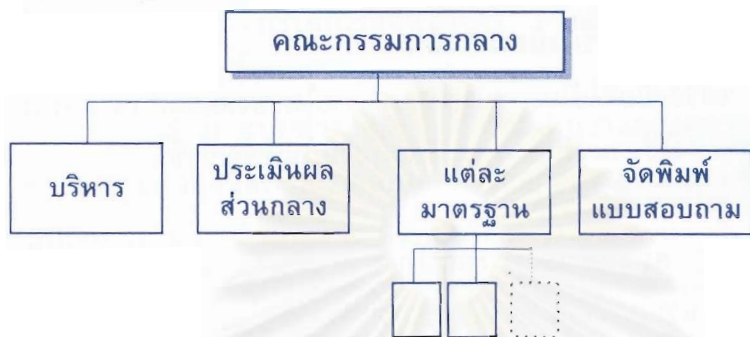 คณะกรรมการกลาง
บริหาร
ประเมินผล
ส่วนกลาง
แต่ละ
มาตรฐาน
จัดพิมพ์
แบบสอบถาม